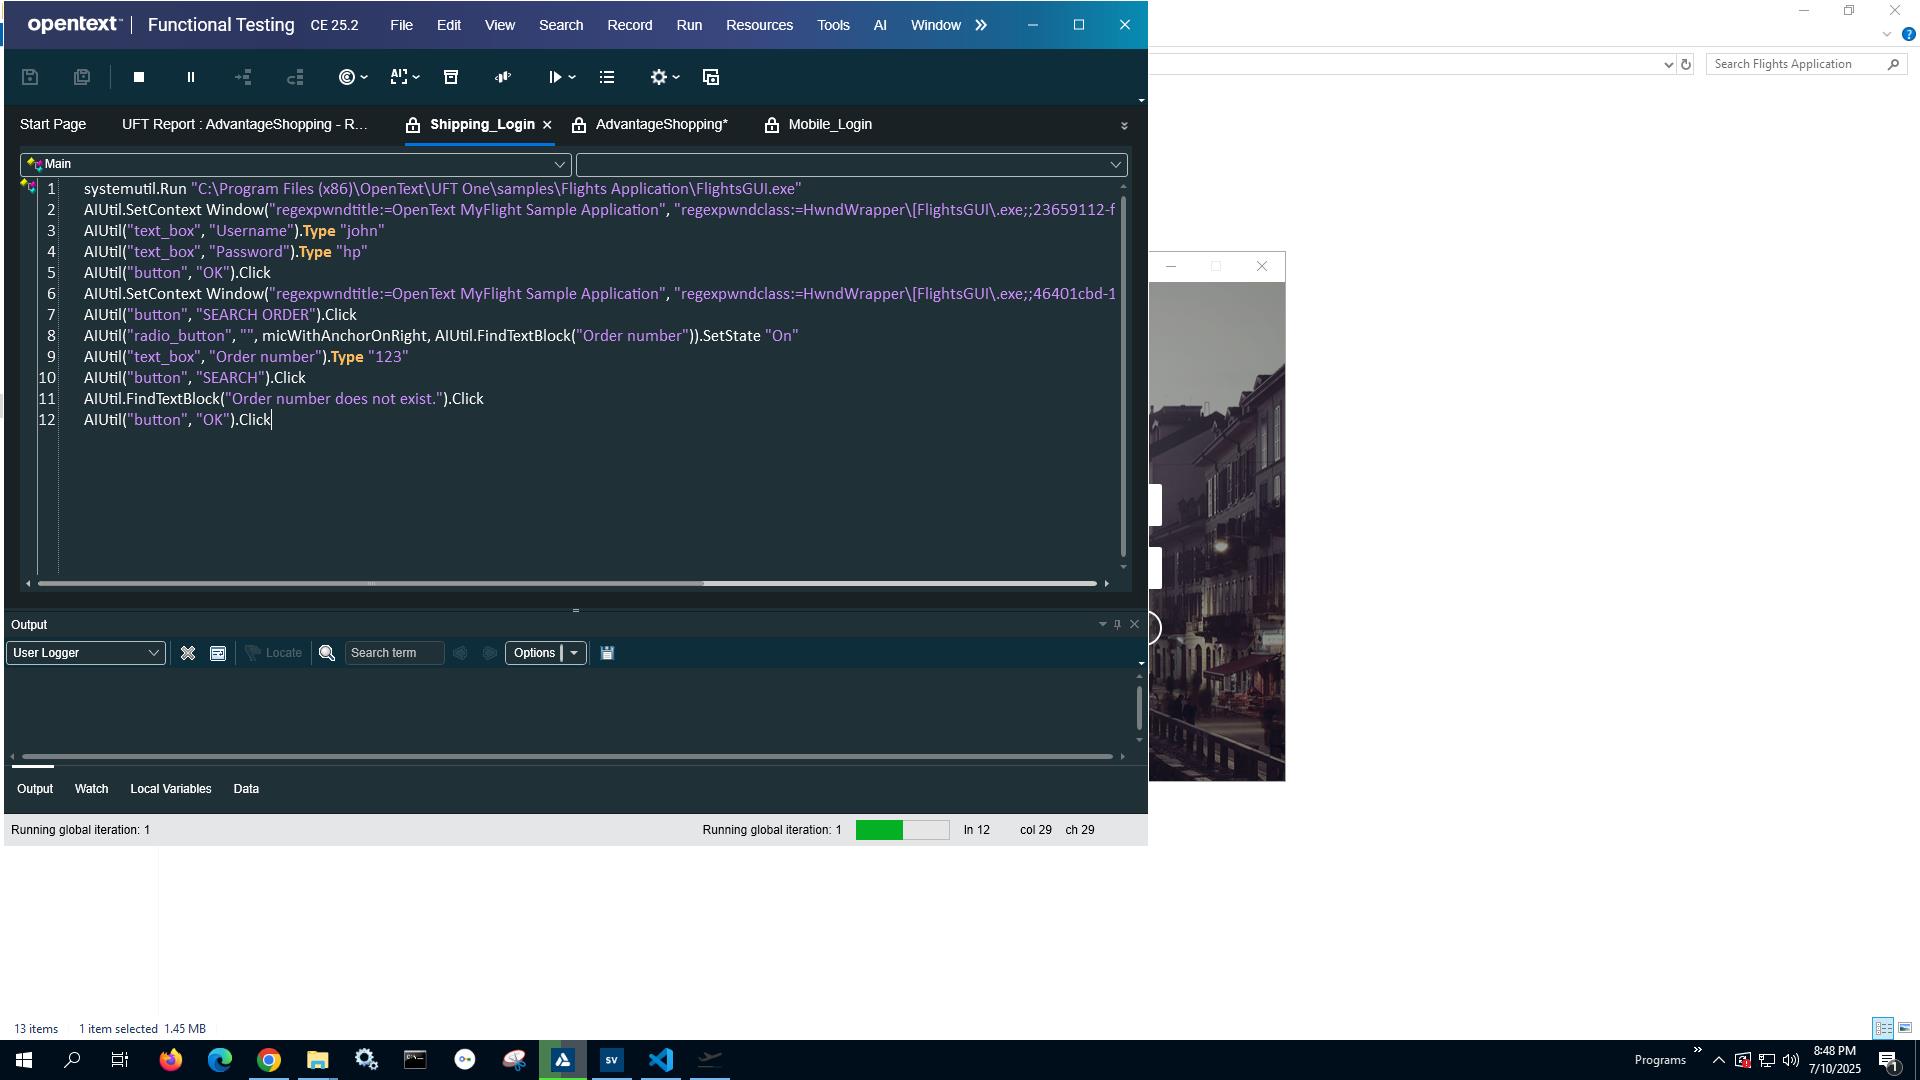 opentext™ | Functional Testing CE 25.2 File Edit View Search Record Run Resources Tools AI Window
Search Flights Application
Start Page UFT Report : AdvantageShopping - R... Shipping_Login AdvantageShopping* Mobile_Login
Main
1 systemutil.Run "C:\Program Files (x86)\OpenText\UFT One\samples\Flights Application\FlightsGUI.exe"
2 AIUtil.SetContext Window("regexpwndtitle:=OpenText MyFlight Sample Application", "regexpwndclass:=HwndWrapper\[FlightsGUI\.exe;;23659112-f
3 AIUtil("text_box", "Username").Type "john"
4 AIUtil("text_box", "Password").Type "hp"
5 AIUtil("button", "OK").Click
6 AIUtil.SetContext Window("regexpwndtitle:=OpenText MyFlight Sample Application", "regexpwndclass:=HwndWrapper\[FlightsGUI\.exe;;46401cbd-1
7 AIUtil("button", "SEARCH ORDER").Click
8 AIUtil("radio_button", "", micWithAnchorOnRight, AIUtil.FindTextBlock("Order number")).SetState "On"
9 AIUtil("text_box", "Order number").Type "123"
10 AIUtil("button", "SEARCH").Click
11 AIUtil.FindTextBlock("Order number does not exist.").Click
12 AIUtil("button", "OK").Click
Output
User Logger Locate Search term Options
Output Watch Local Variables Data
Running global iteration: 1 Running global iteration: 1 ln 12 col 29 ch 29
13 items 1 item selected 1.45 MB
SV Programs 8:48 PM
7/10/2025 1